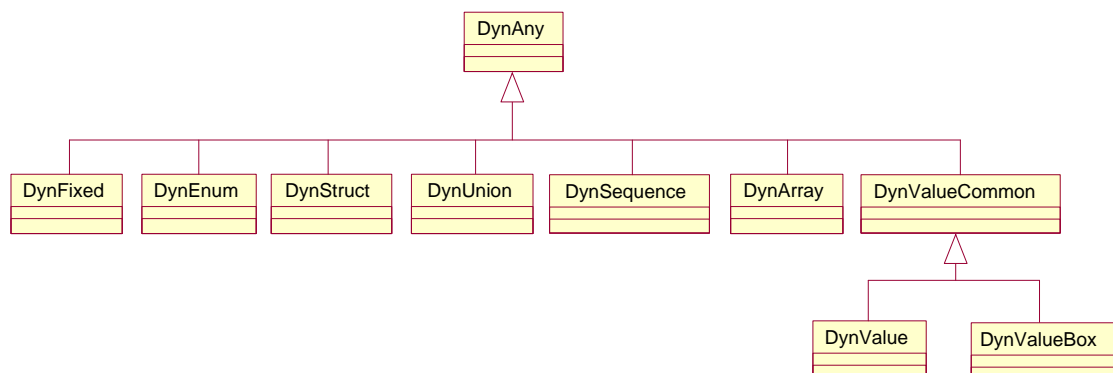 DynAny
DynFixed
DynEnum
DynStruct
DynUnion
DynSequence
DynArray
DynValueCommon
DynValue
DynValueBox